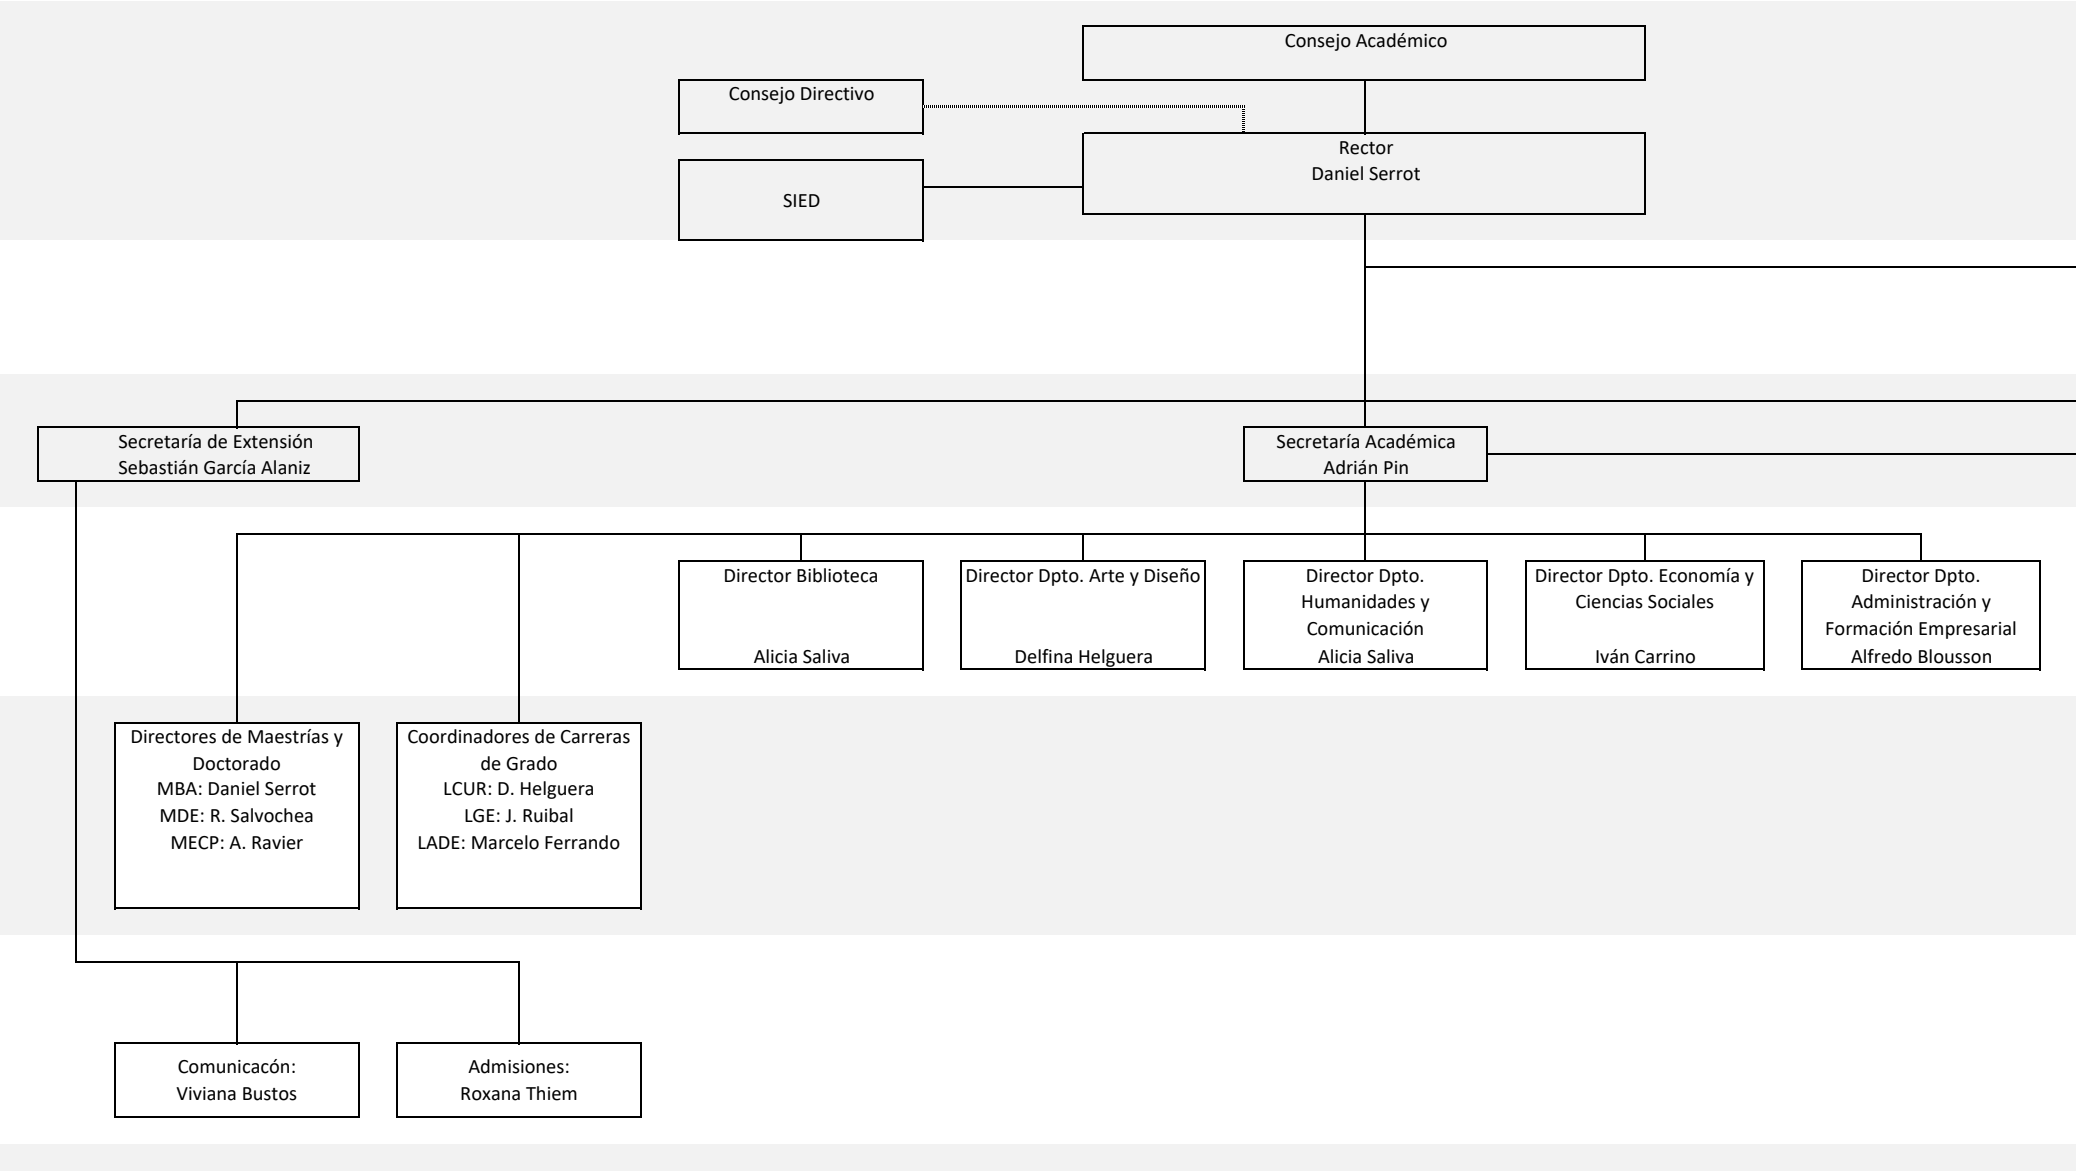 Consejo Académico
Consejo Directivo
Rector
Daniel Serrot
SIED
Secretaría de Extensión
Sebastián García Alaniz
Secretaría Académica
Adrián Pin
Director Biblioteca
Alicia Saliva
Director Dpto. Arte y Diseño
Delfina Helguera
Director Dpto.
Humanidades y
Comunicación
Alicia Saliva
Director Dpto. Economía y
Ciencias Sociales
Iván Carrino
Director Dpto.
Administración y
Formación Empresarial
Alfredo Blousson
Directores de Maestrías y
Doctorado
MBA: Daniel Serrot
MDE: R. Salvochea
MECP: A. Ravier
Coordinadores de Carreras
de Grado
LCUR: D. Helguera
LGE: J. Ruibal
LADE: Marcelo Ferrando
Comunicacón:
Viviana Bustos
Admisiones:
Roxana Thiem